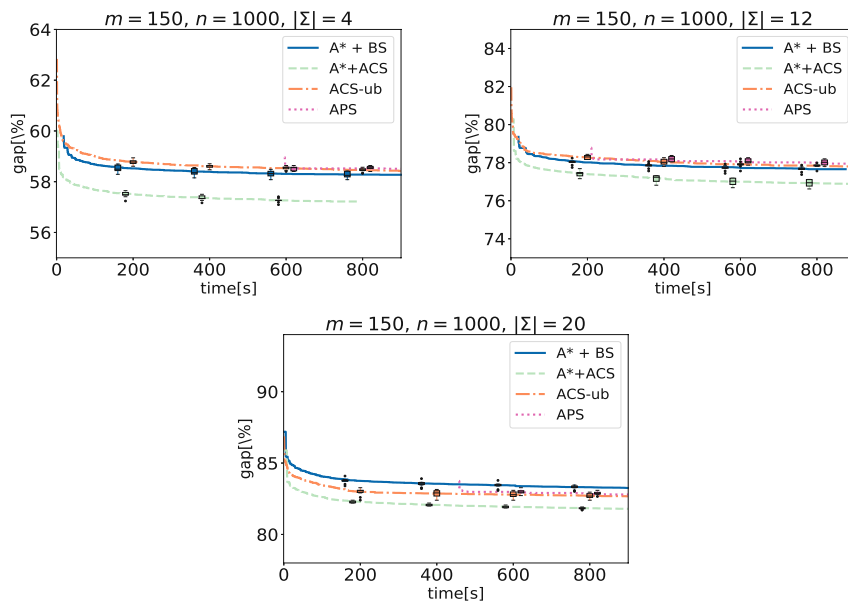 m = 150, n = 1000, |Σ| = 4
gap[\%]
64
62
60
58
56
0
200
400
600
800
time[s]
A* + BS
A*+ACS
ACS-ub
APS
m = 150, n = 1000, |Σ| = 12
gap[\%]
84
82
80
78
76
74
0
200
400
600
800
time[s]
A* + BS
A*+ACS
ACS-ub
APS
m = 150, n = 1000, |Σ| = 20
gap[\%]
90
85
80
0
200
400
600
800
time[s]
A* + BS
A*+ACS
ACS-ub
APS